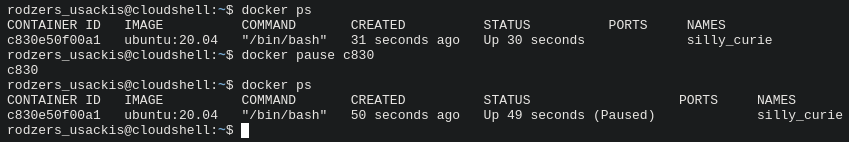 rodzers_usackis@cloudshell:~$ docker ps
CONTAINER ID   IMAGE          COMMAND       CREATED          STATUS          PORTS     NAMES
c830e50f00a1   ubuntu:20.04   "/bin/bash"   31 seconds ago   Up 30 seconds             silly_curie
rodzers_usackis@cloudshell:~$ docker pause c830
c830
rodzers_usackis@cloudshell:~$ docker ps
CONTAINER ID   IMAGE          COMMAND       CREATED          STATUS                   PORTS     NAMES
c830e50f00a1   ubuntu:20.04   "/bin/bash"   50 seconds ago   Up 49 seconds (Paused)             silly_curie
rodzers_usackis@cloudshell:~$